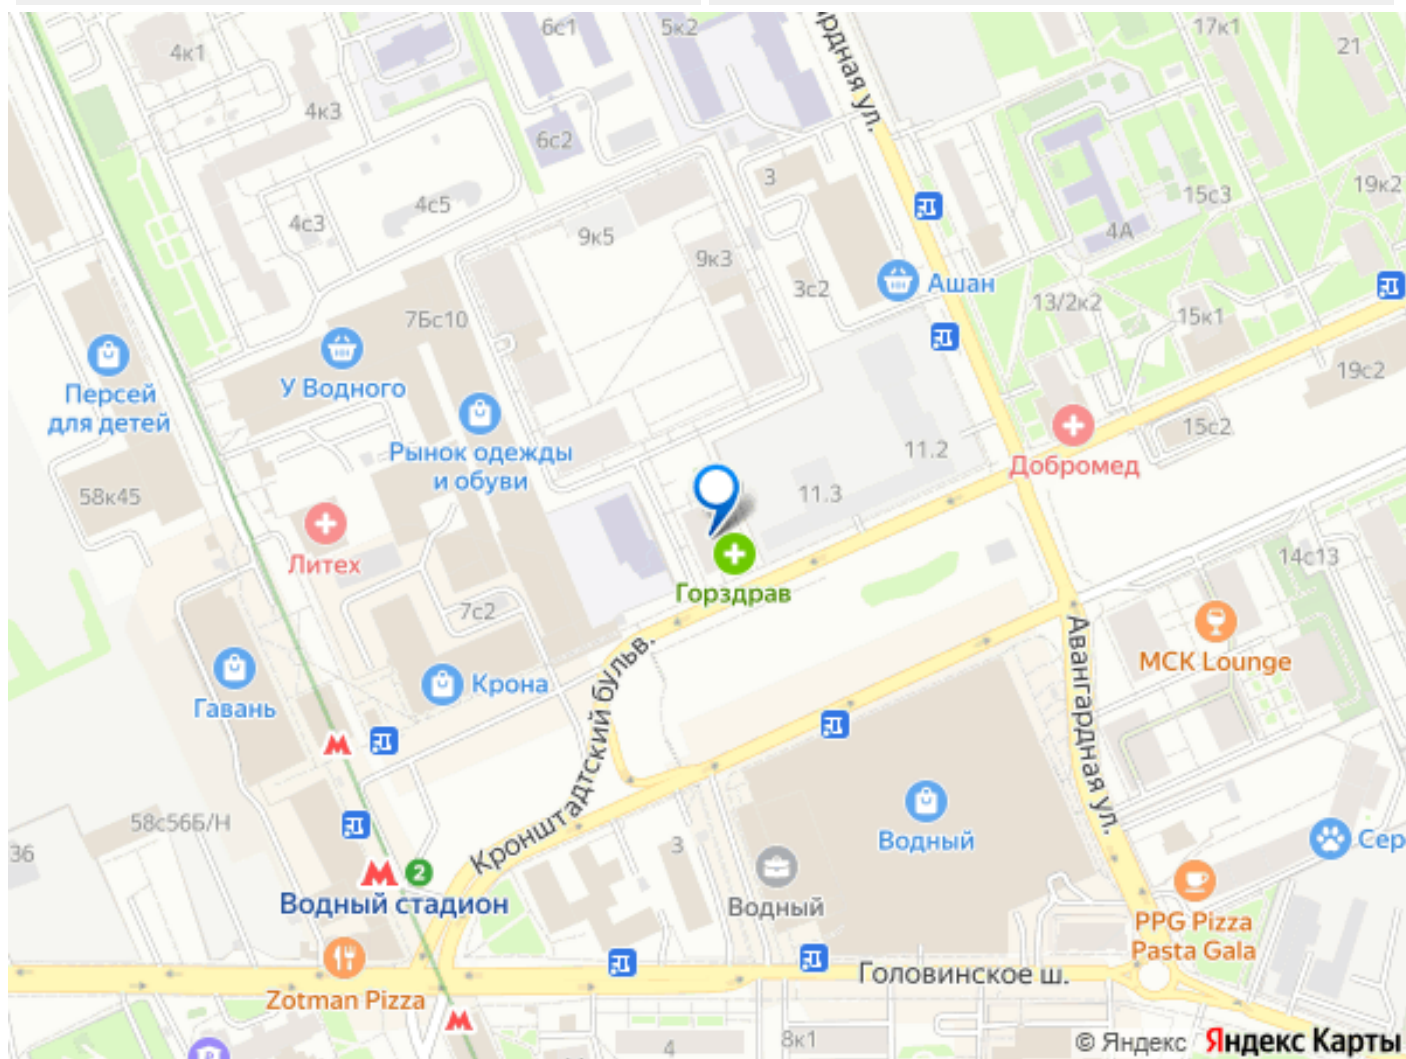 6с1
5к2
17к1
21
4к1
4к3
рдная ул.
6с2
3
19к2
15с3
4с5
4с3
9к5
4А
9к3
3с2
Ашан
13/2к2
15к1
7Бс10
19с2
Персей
для детей
У Водного
15с2
Рынок одежды
и обуви
11.2
Добромед
58к45
11.3
Литех
14с13
Горздрав
7с2
МСК Lounge
Авангардная ул.
Крона
Гавань
Кронштадтский бульв.
58с56Б/Н
36
3
Водный
Сер
2
Водный стадион
Водный
PPG Pizza
Pasta Gala
Головинское ш.
Zotman Pizza
4
8к1
© Яндекс Яндекс Карты